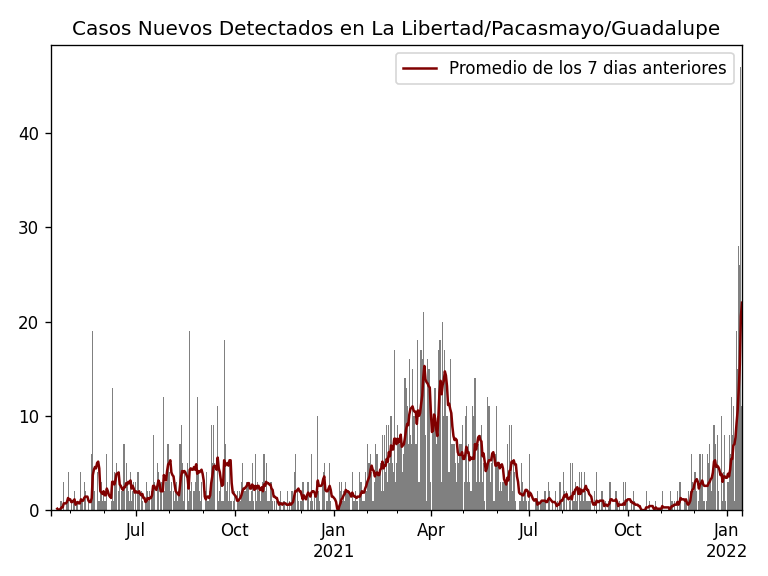 Casos Nuevos Detectados en La Libertad/Pacasmayo/Guadalupe
Promedio de los 7 dias anteriores
40
30
20
10
0
Jul Oct Jan Apr Jul Oct Jan
2021 2022